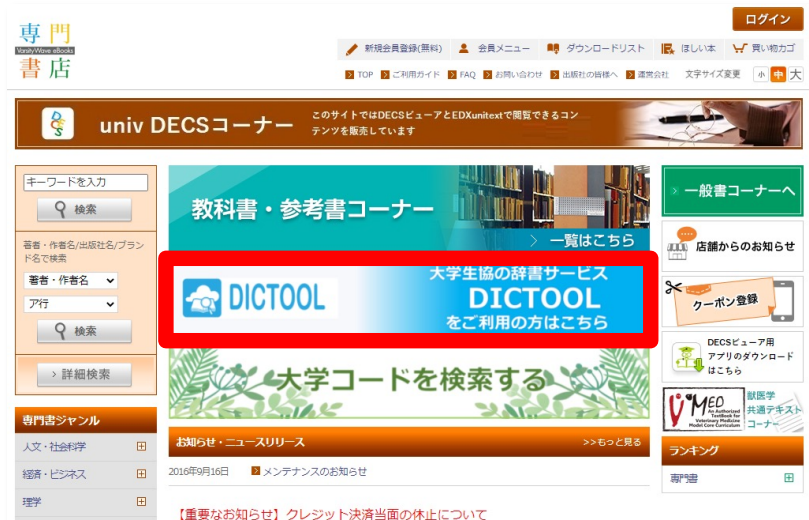 ログイン
専門
VarsityWave eBooks
書店
新規会員登録(無料) 会員メニュー ダウンロードリスト ほしい本 買い物カゴ
TOP ご利用ガイド FAQ お問い合わせ 出版社の皆様へ 運営会社 文字サイズ変更 小 中 大
univ DECSコーナー
このサイトではDECSビューアとEDXunitextで閲覧できるコン
テンツを販売しています
キーワードを入力
検索
著者・作者名/出版社名/ブラン
ド名で検索
著者・作者名
ア行
検索
› 詳細検索
専門書ジャンル
人文・社会科学
経済・ビジネス
理学
教科書・参考書コーナー
一覧はこちら
DICTOOL
大学生協の辞書サービス
DICTOOL
をご利用の方はこちら
大学コードを検索する
お知らせ・ニュースリリース >>もっと見る
2016年9月16日 メンテナンスのお知らせ
【重要なお知らせ】クレジット決済当面の休止について
一般書コーナーへ
店舗からのお知らせ
クーポン登録
DECSビューア用
アプリのダウンロード
はこちら
MED
An Authorized
Textbook for
Veterinary Medicine
Model Core Curriculum
獣医学
共通テキスト
コーナー
ランキング
専門書